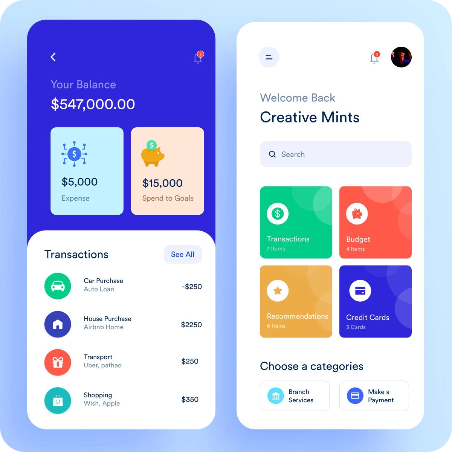 Your Balance
$547,000.00
$5,000
Expense
$15,000
Spend to Goals
Transactions
See All
Car Purchase
Auto Loan
-$250
House Purchase
Airbnb Home
$2250
Transport
Uber, pathao
$250
Shopping
Wish, Apple
$350
Welcome Back
Creative Mints
Search
Transactions
Items
Budget
4 Items
Recommendations
Items
Credit Cards
3 Cards
Choose a categories
Branch
Services
Make a
Payment